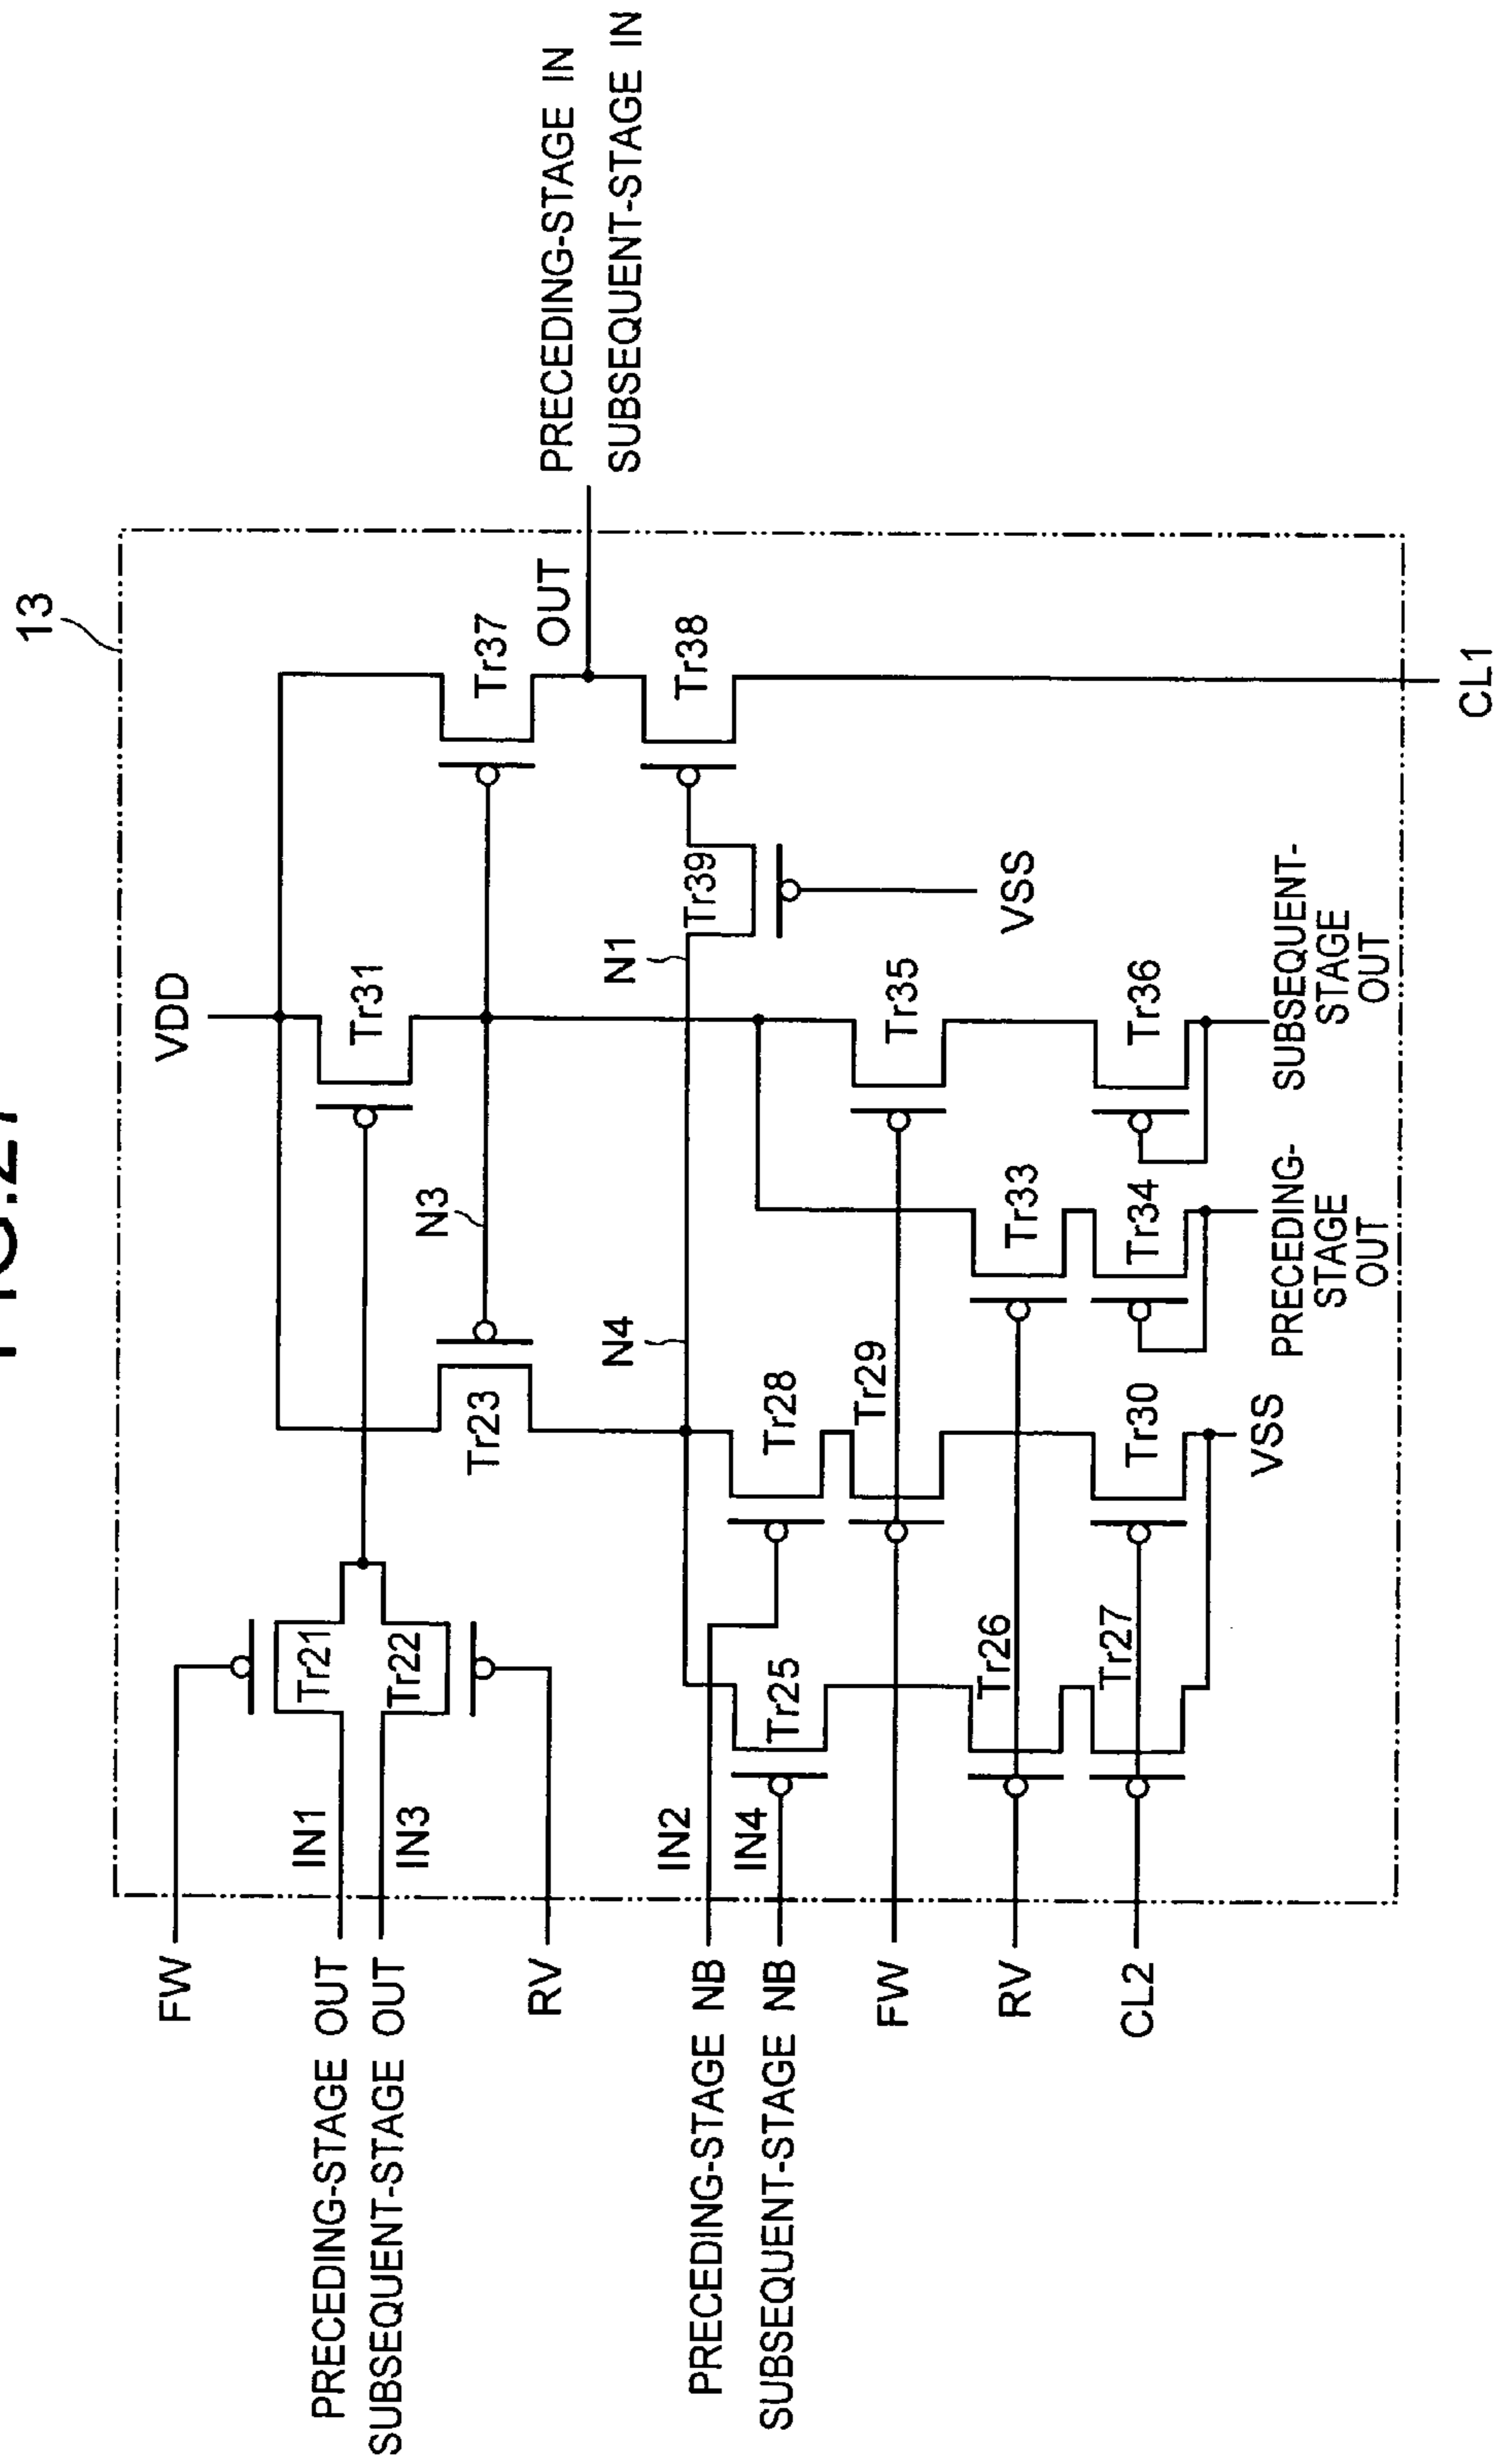 FIG.27
13
VDD
FW
PRECEDING-STAGE OUT
SUBSEQUENT-STAGE OUT
RV
IN1
IN3
Tr21
Tr22
Tr31
Tr37
N3
Tr23
OUT
PRECEDING-STAGE IN
SUBSEQUENT-STAGE IN
N4
N1
Tr39
Tr38
VSS
PRECEDING-STAGE NB
SUBSEQUENT-STAGE NB
IN2
IN4
Tr25
Tr28
Tr29
Tr35
FW
RV
CL2
Tr26
Tr27
Tr30
Tr33
Tr34
Tr36
VSS
PRECEDING-
STAGE
OUT
SUBSEQUENT-
STAGE
OUT
CL1